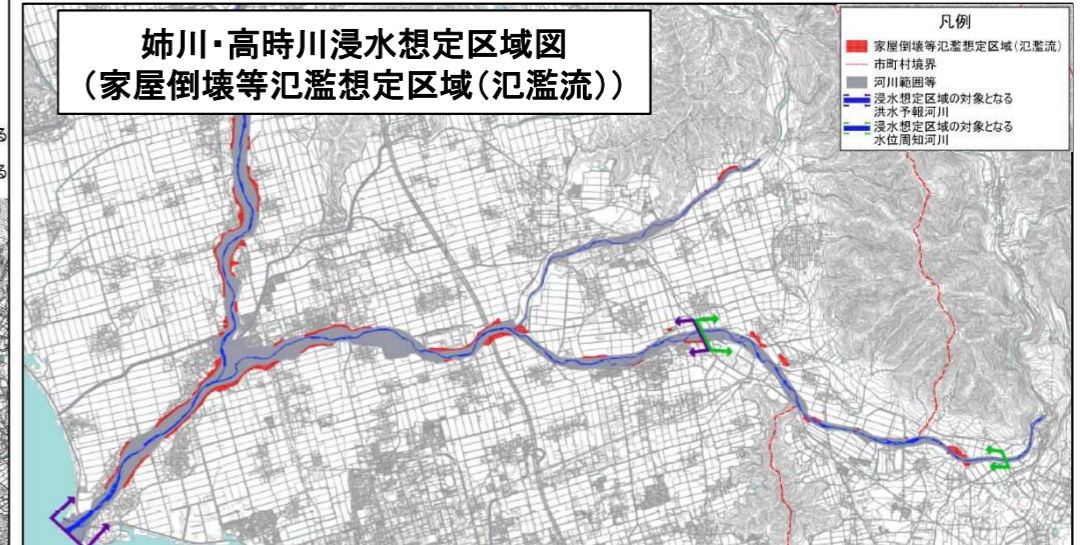 姉川・高時川浸水想定区域図
(家屋倒壊等氾濫想定区域(氾濫流))
凡例
家屋倒壊等氾濫想定区域(氾濫流)
市町村境界
河川範囲等
浸水想定区域の対象となる
洪水予報河川
浸水想定区域の対象となる
水位周知河川
る
る